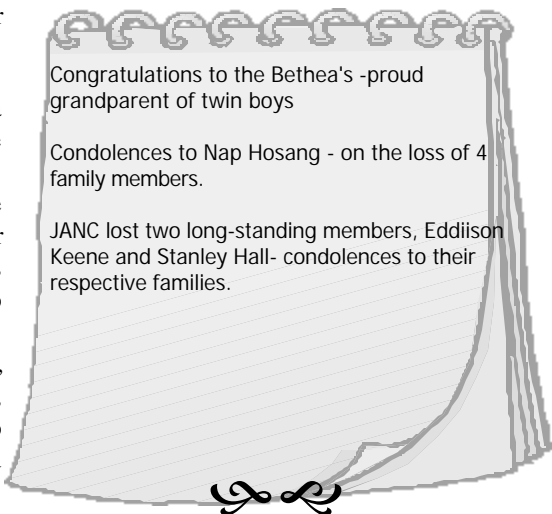 Congratulations to the Bethea's -proud
grandparent of twin boys
Condolences to Nap Hosang - on the loss of 4
family members.
JANC lost two long-standing members, Eddiison
Keene and Stanley Hall- condolences to their
respective families.